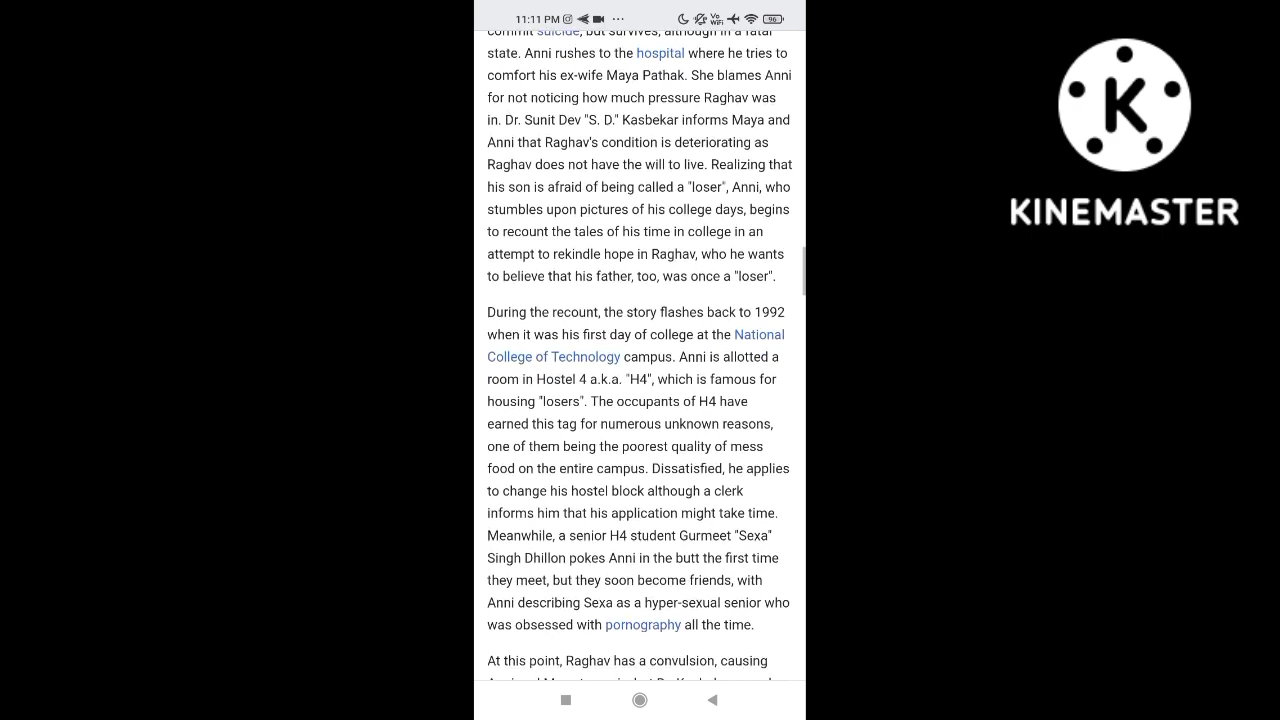 11:11 PM
Vo
WiFi
96
commit suicide, but survives, although in a fatal
state. Anni rushes to the hospital where he tries to
comfort his ex-wife Maya Pathak. She blames Anni
for not noticing how much pressure Raghav was
in. Dr. Sunit Dev "S. D." Kasbekar informs Maya and
Anni that Raghav's condition is deteriorating as
Raghav does not have the will to live. Realizing that
his son is afraid of being called a "loser", Anni, who
stumbles upon pictures of his college days, begins
to recount the tales of his time in college in an
attempt to rekindle hope in Raghav, who he wants
to believe that his father, too, was once a "loser".
During the recount, the story flashes back to 1992
when it was his first day of college at the National
College of Technology campus. Anni is allotted a
room in Hostel 4 a.k.a. "H4", which is famous for
housing "losers". The occupants of H4 have
earned this tag for numerous unknown reasons,
one of them being the poorest quality of mess
food on the entire campus. Dissatisfied, he applies
to change his hostel block although a clerk
informs him that his application might take time.
Meanwhile, a senior H4 student Gurmeet "Sexa"
Singh Dhillon pokes Anni in the butt the first time
they meet, but they soon become friends, with
Anni describing Sexa as a hyper-sexual senior who
was obsessed with pornography all the time.
At this point, Raghav has a convulsion, causing
K
KINEMASTER